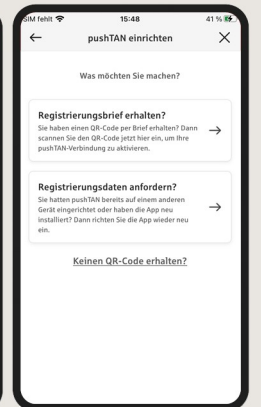 SIM fehlt 15:48 41 %
pushTAN einrichten
Was möchten Sie machen?
Registrierungsbrief erhalten?
Sie haben einen QR-Code per Brief erhalten? Dann
scannen Sie den QR-Code jetzt hier ein, um Ihre
pushTAN-Verbindung zu aktivieren.
Registrierungsdaten anfordern?
Sie hatten pushTAN bereits auf einem anderen
Gerät eingerichtet oder haben die App neu
installiert? Dann richten Sie die App wieder neu
ein.
Keinen QR-Code erhalten?